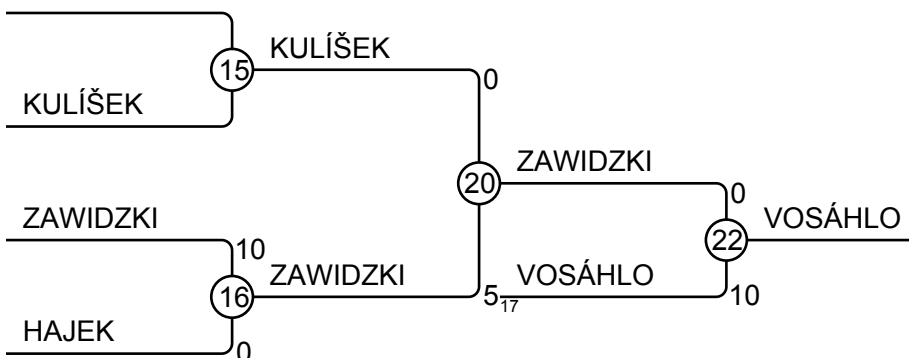 KULÍŠEK
15
0
KULÍŠEK
ZAWIDZKI
20
0
ZAWIDZKI
VOSÁHLO
22
10
ZAWIDZKI
VOSÁHLO
16
5
17
10
HAJEK
0